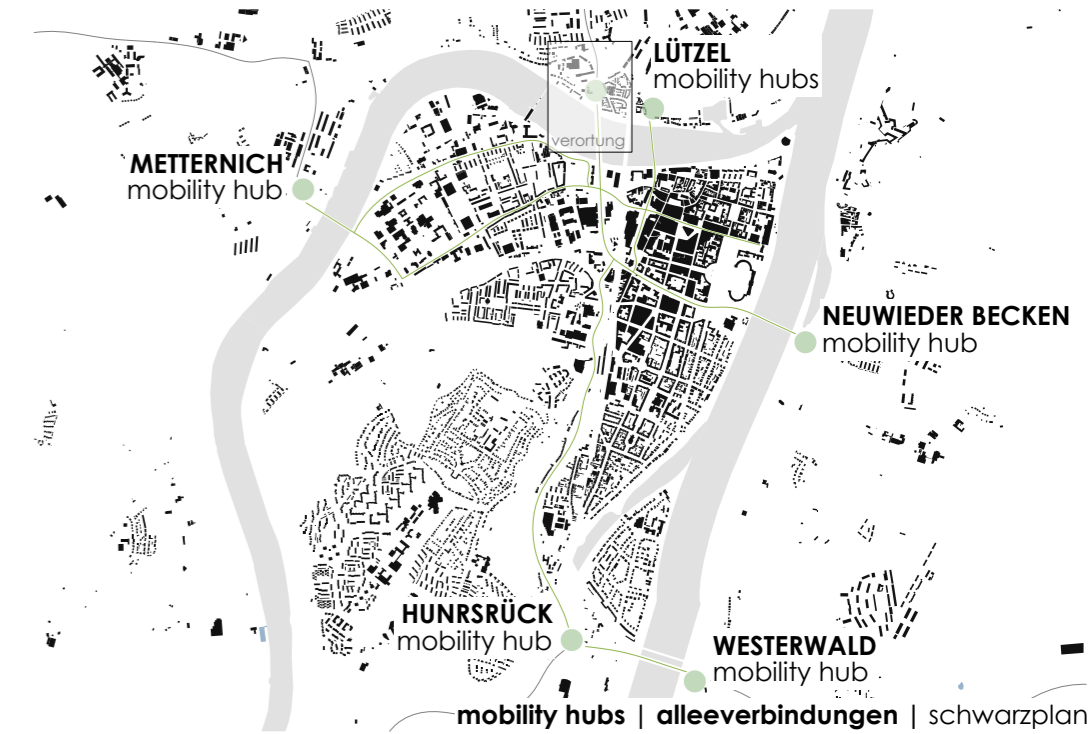 LÜTZEL
mobility hubs
verortung
METTERNICH
mobility hub
NEUWIEDER BECKEN
mobility hub
HUNRSRÜCK
mobility hub
WESTERWALD
mobility hub
mobility hubs | alleeverbindungen | schwarzplan